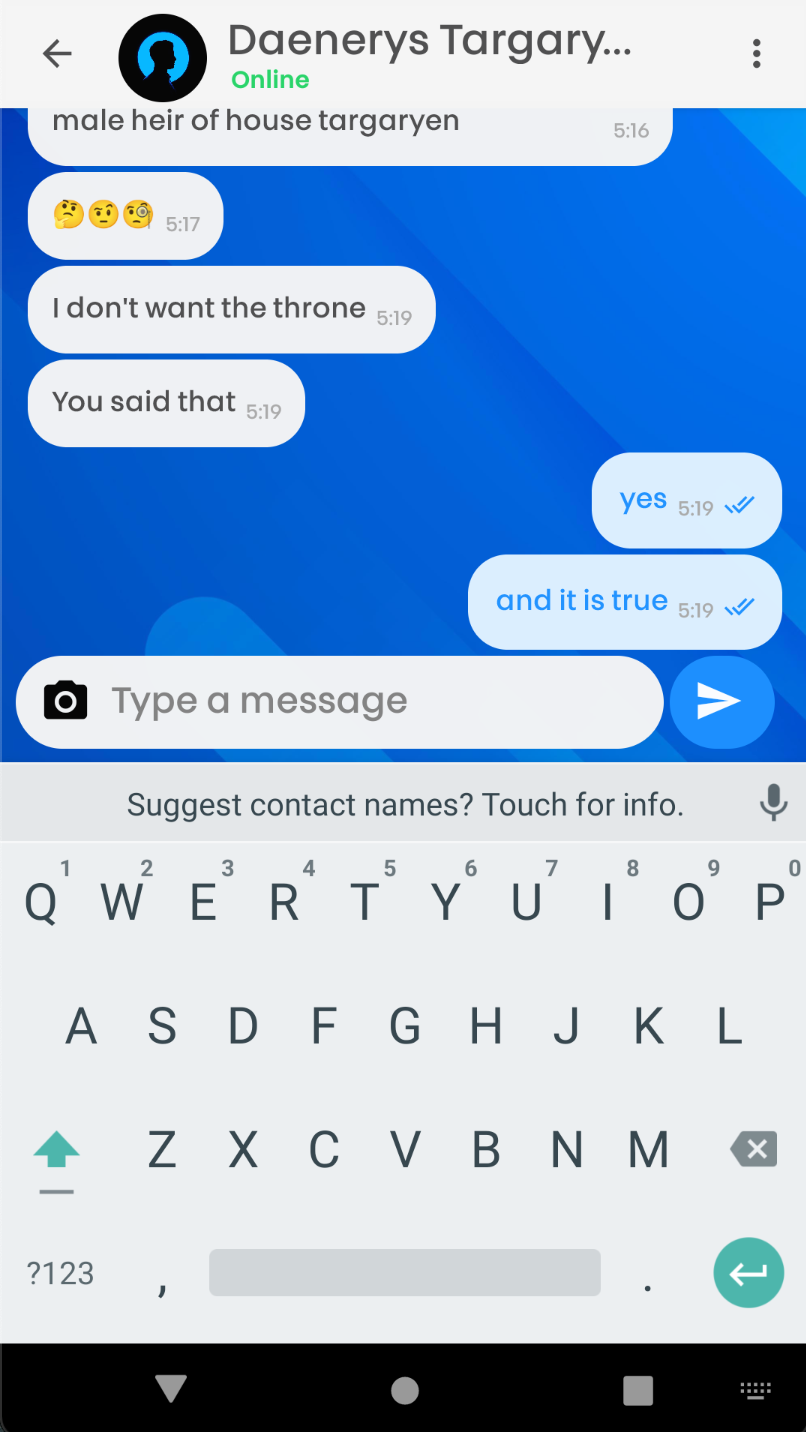 Daenerys Targary...
Online
male heir of house targaryen 5:16
🤔🤨🧐 5:17
I don't want the throne 5:19
You said that 5:19
yes 5:19
and it is true 5:19
Type a message
Suggest contact names? Touch for info.
1 2 3 4 5 6 7 8 9 0
Q W E R T Y U I O P
A S D F G H J K L
Z X C V B N M
?123 , .